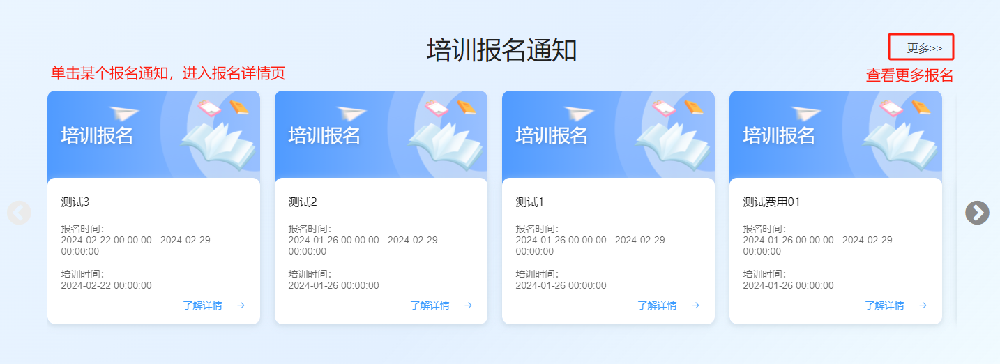 培训报名通知
更多>>
单击某个报名通知，进入报名详情页
查看更多报名
培训报名
测试3
报名时间：
2024-02-22 00:00:00 - 2024-02-29
00:00:00
培训时间：
2024-02-22 00:00:00
了解详情 →
培训报名
测试2
报名时间：
2024-01-26 00:00:00 - 2024-02-29
00:00:00
培训时间：
2024-01-26 00:00:00
了解详情 →
培训报名
测试1
报名时间：
2024-01-26 00:00:00 - 2024-02-29
00:00:00
培训时间：
2024-01-26 00:00:00
了解详情 →
培训报名
测试费用01
报名时间：
2024-01-26 00:00:00 - 2024-02-29
00:00:00
培训时间：
2024-01-26 00:00:00
了解详情 →